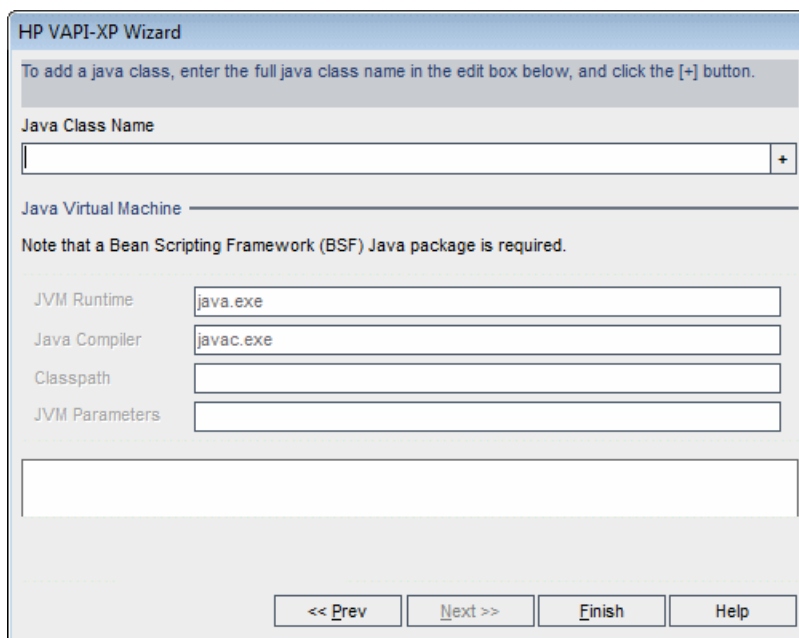 HP VAPI-XP Wizard
To add a java class, enter the full java class name in the edit box below, and click the [+] button.
Java Class Name
+
Java Virtual Machine
Note that a Bean Scripting Framework (BSF) Java package is required.
JVM Runtime java.exe
Java Compiler javac.exe
Classpath
JVM Parameters
<< Prev Next >> Finish Help